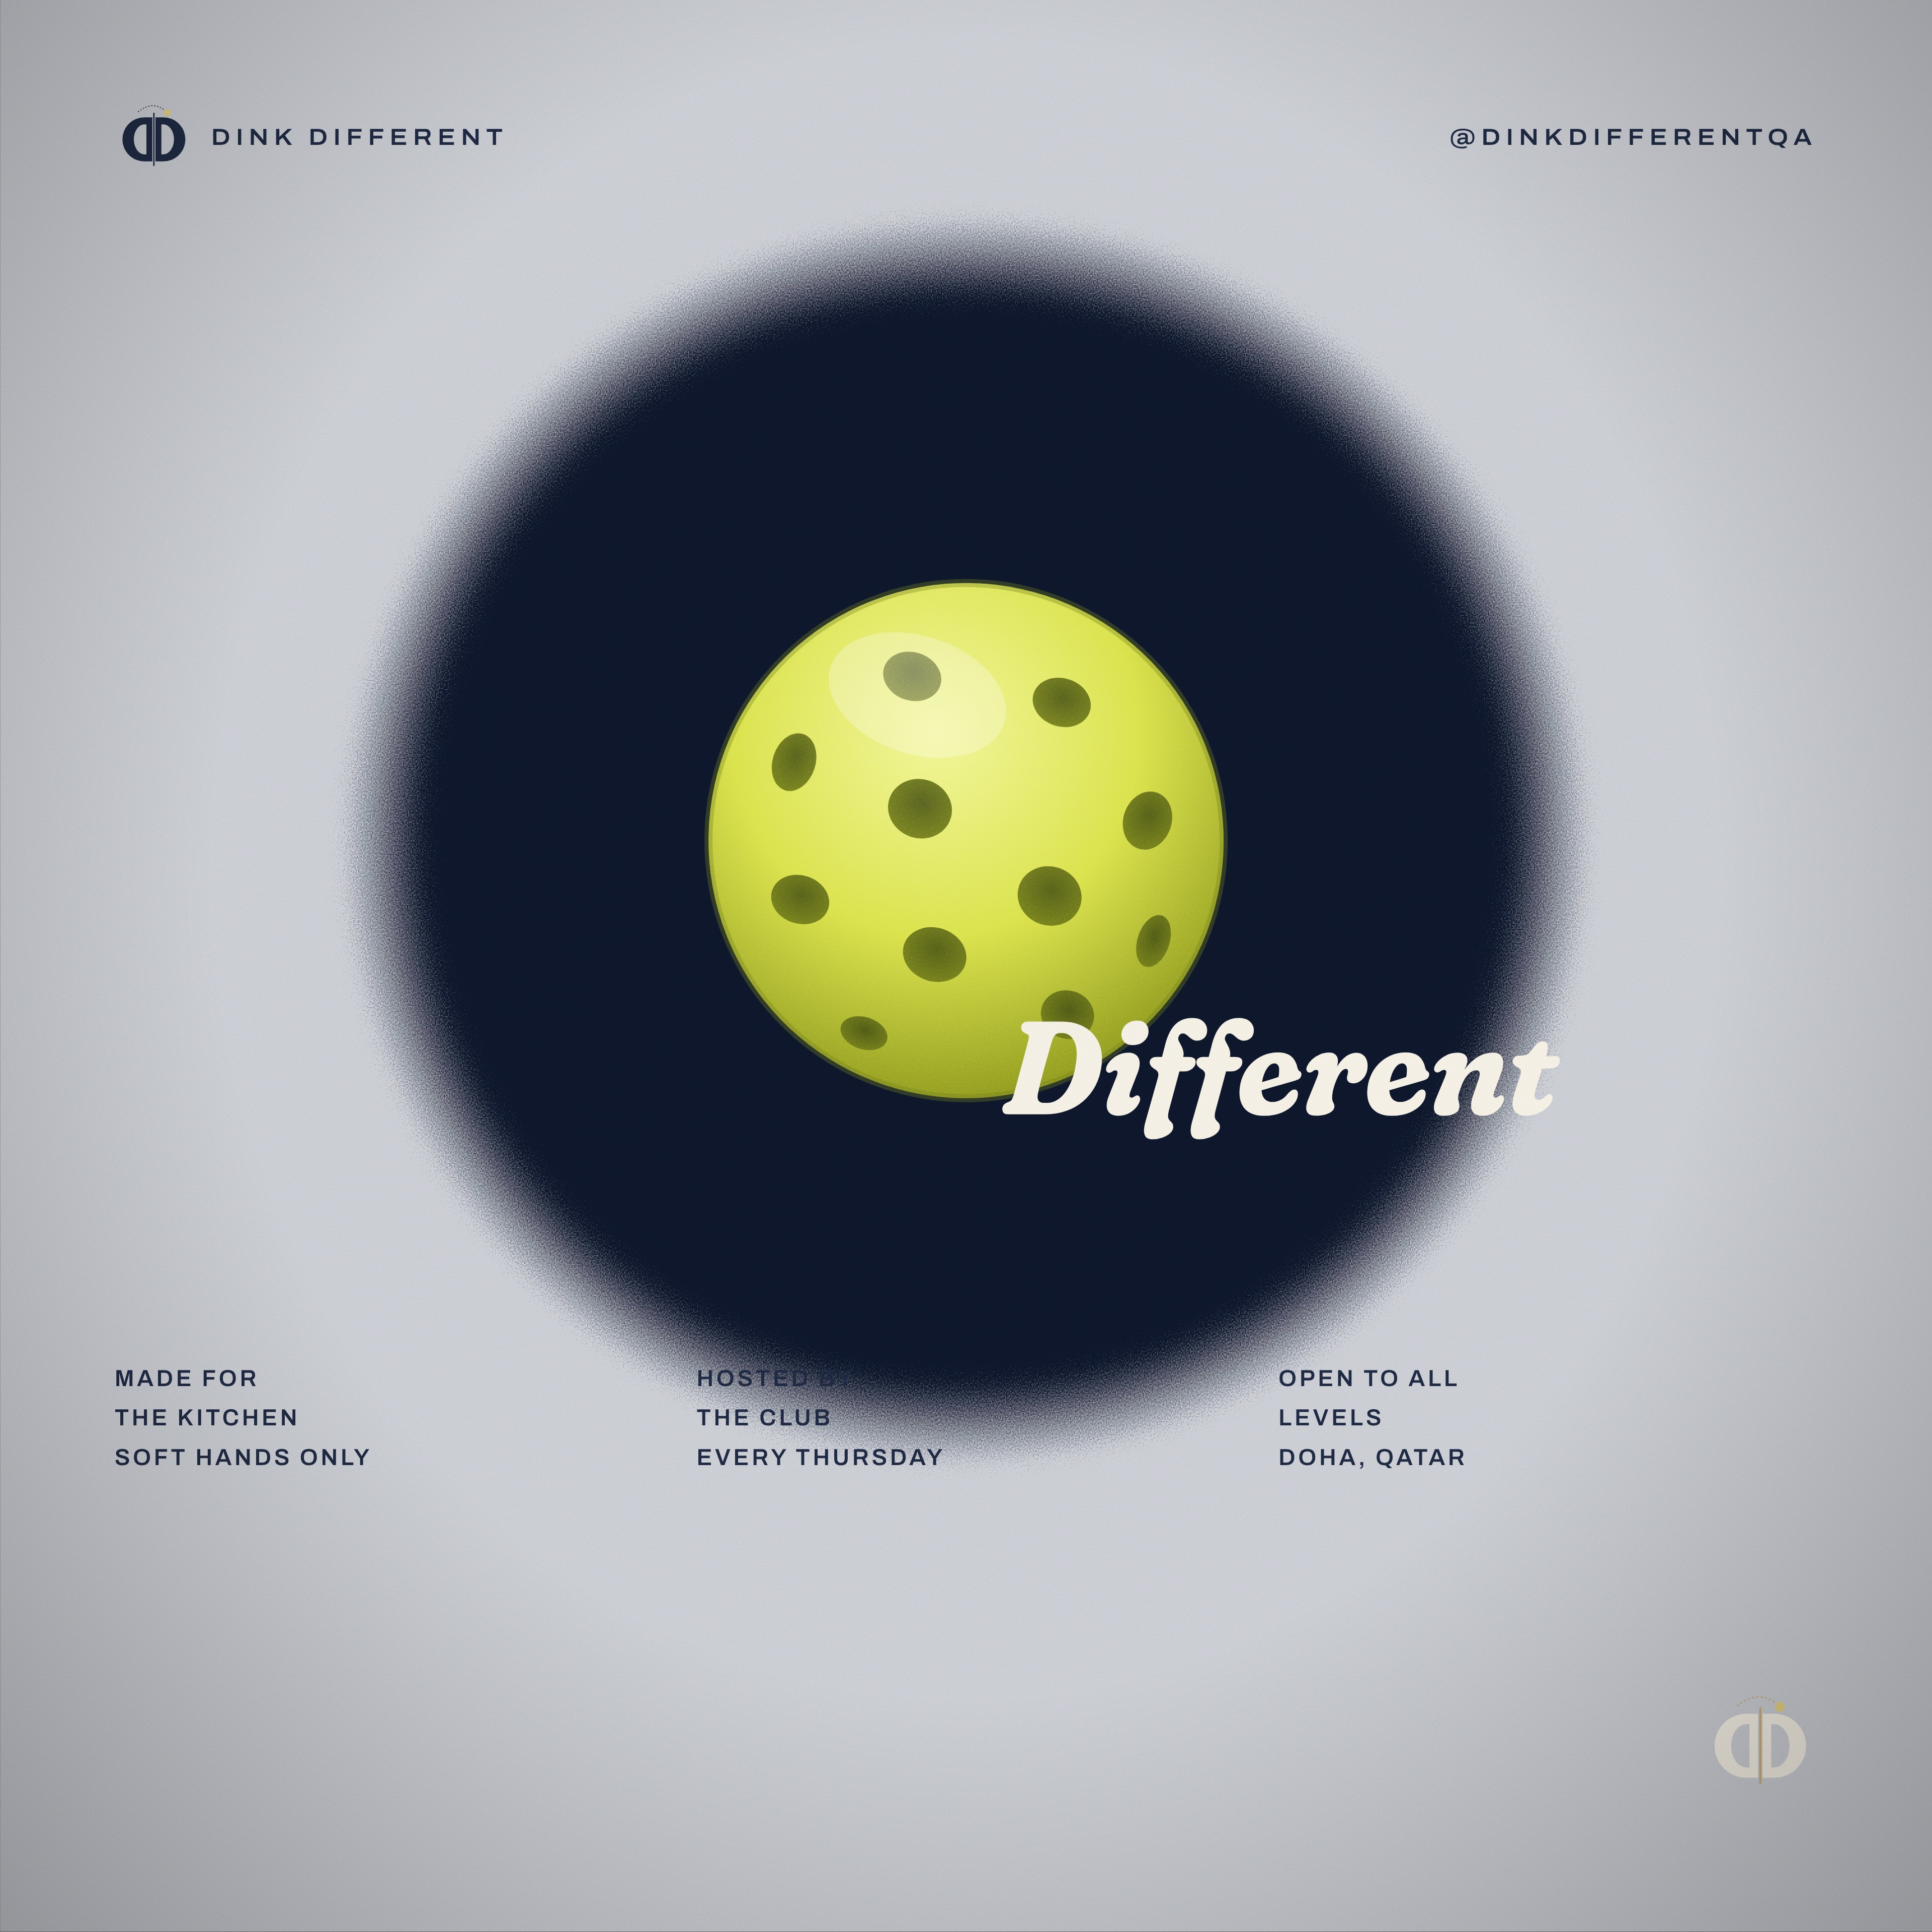 DINK DIFFERENT
@DINKDIFFERENTQA
Different
MADE FOR
THE KITCHEN
SOFT HANDS ONLY
HOSTED BY
THE CLUB
EVERY THURSDAY
OPEN TO ALL
LEVELS
DOHA, QATAR